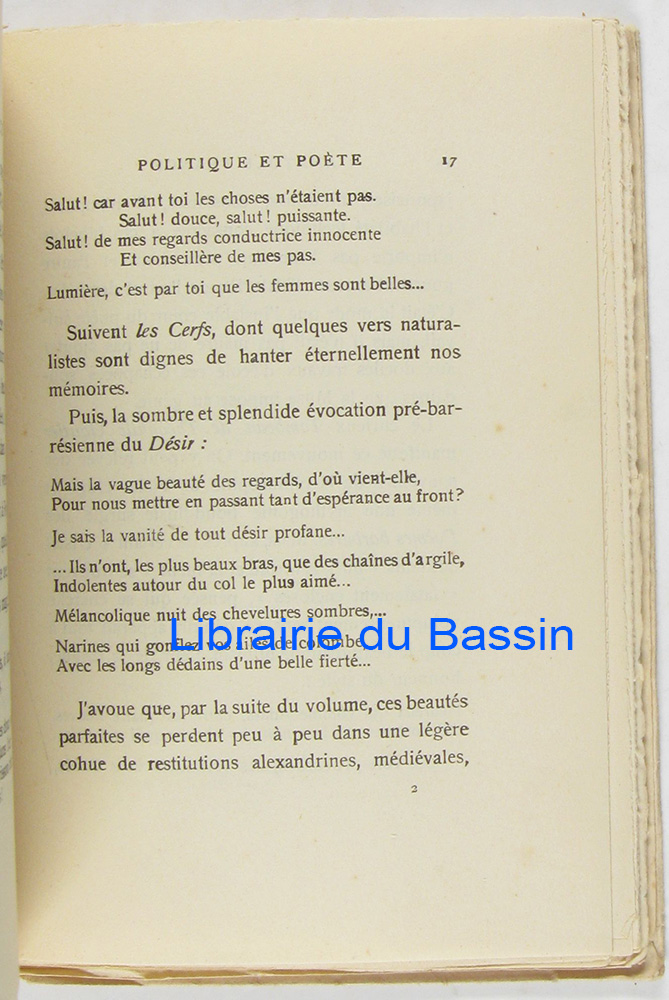 POLITIQUE ET POÈTE 17
Salut! car avant toi les choses n'étaient pas.
Salut! douce, salut! puissante.
Salut! de mes regards conductrice innocente
Et conseillère de mes pas.
Lumière, c'est par toi que les femmes sont belles...
Suivent les Cerfs, dont quelques vers natura-
listes sont dignes de hanter éternellement nos
mémoires.
Puis, la sombre et splendide évocation pré-bar-
résienne du Désir :
Mais la vague beauté des regards, d'où vient-elle,
Pour nous mettre en passant tant d'espérance au front?
Je sais la vanité de tout désir profane...
...Ils n'ont, les plus beaux bras, que des chaînes d'argile,
Indolentes autour du col le plus aimé...
Mélancolique nuit des chevelures sombres,...
Librairie du Bassin
Narines qui gonflez vos ailes de colombe,
Avec les longs dédains d'une belle fierté...
J'avoue que, par la suite du volume, ces beautés
parfaites se perdent peu à peu dans une légère
cohue de restitutions alexandrines, médiévales,
2